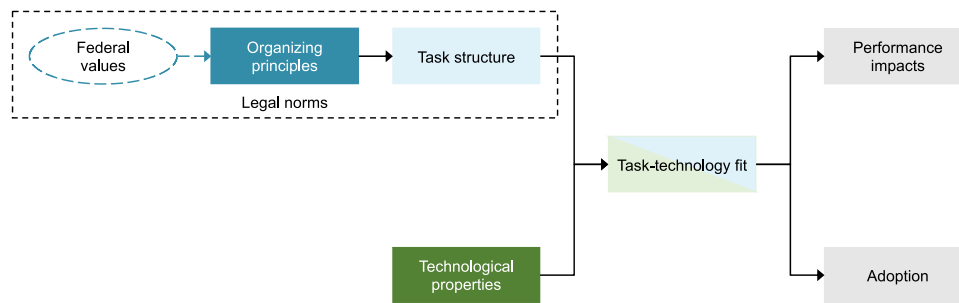 Federal
values
Organizing
principles
Task structure
Legal norms
Performance
impacts
Task-technology fit
Technological
properties
Adoption